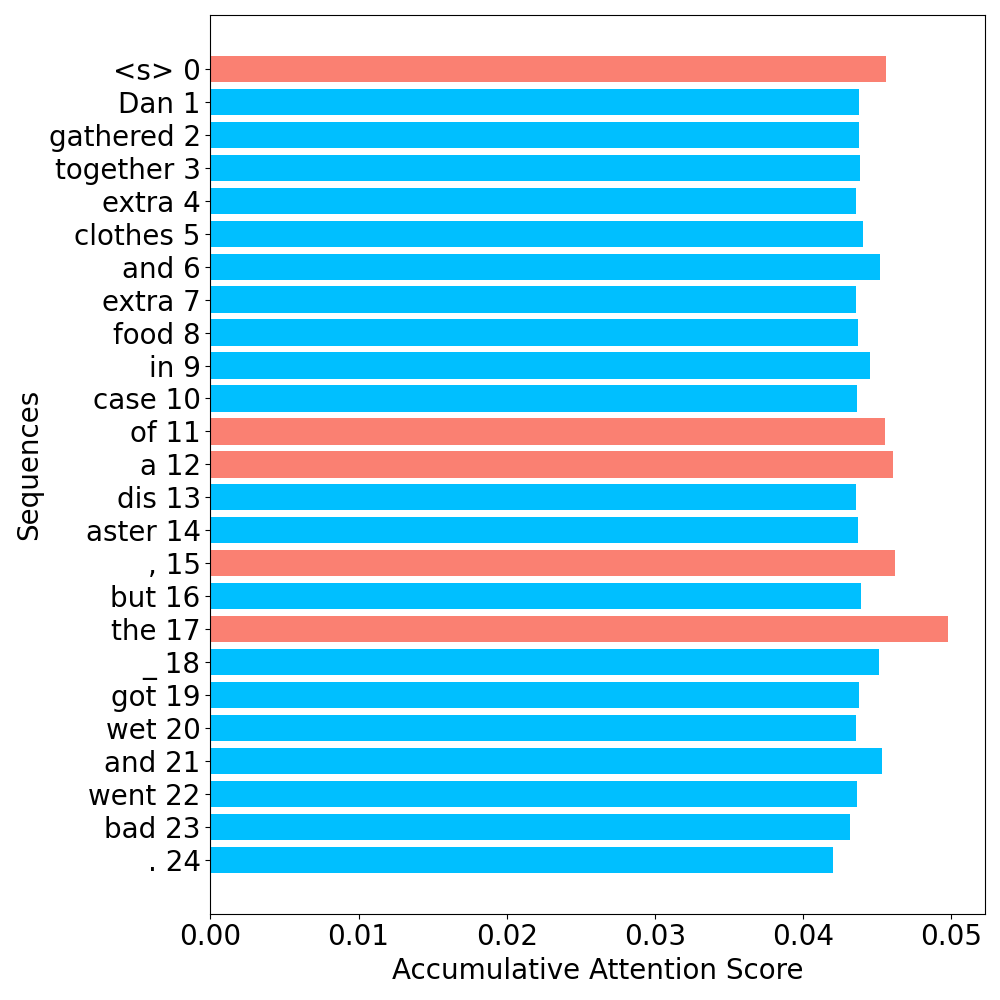 <s> 0
Dan 1
gathered 2
together 3
extra 4
clothes 5
and 6
extra 7
food 8
in 9
case 10
of 11
a 12
dis 13
aster 14
, 15
but 16
the 17
_ 18
got 19
wet 20
and 21
went 22
bad 23
. 24
Sequences
0.00 0.01 0.02 0.03 0.04 0.05
Accumulative Attention Score